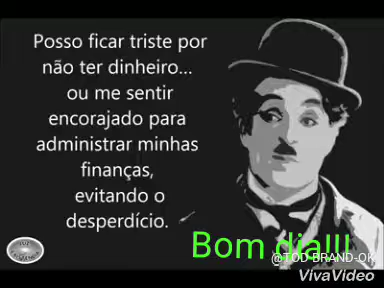 Posso ficar triste por
não ter dinheiro...
ou me sentir
encorajado para
administrar minhas
finanças,
evitando o
desperdício.
Bom dia!!!
@TOD BRAND-OK
VivaVideo